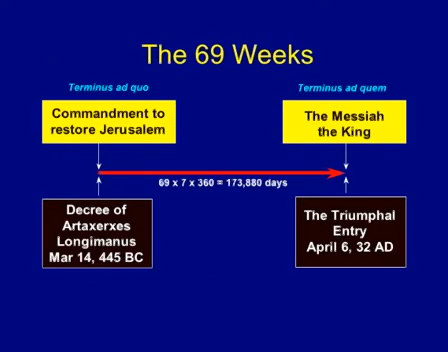 The 69 Weeks
Terminus ad quo
Terminus ad quem
Commandment to
restore Jerusalem
The Messiah
the King
69 x 7 x 360 = 173,880 days
Decree of
Artaxerxes
Longimanus
Mar 14, 445 BC
The Triumphal
Entry
April 6, 32 AD